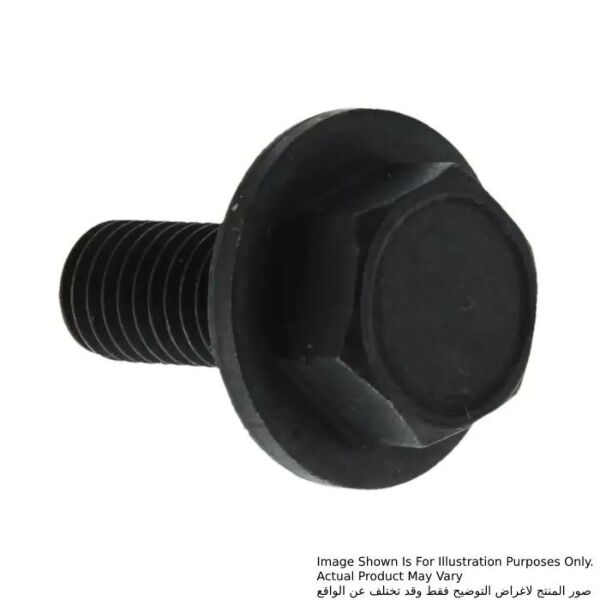 Image Shown Is For Illustration Purposes Only.
Actual Product May Vary
صور المنتج لاغراض التوضيح فقط وقد تختلف عن الواقع